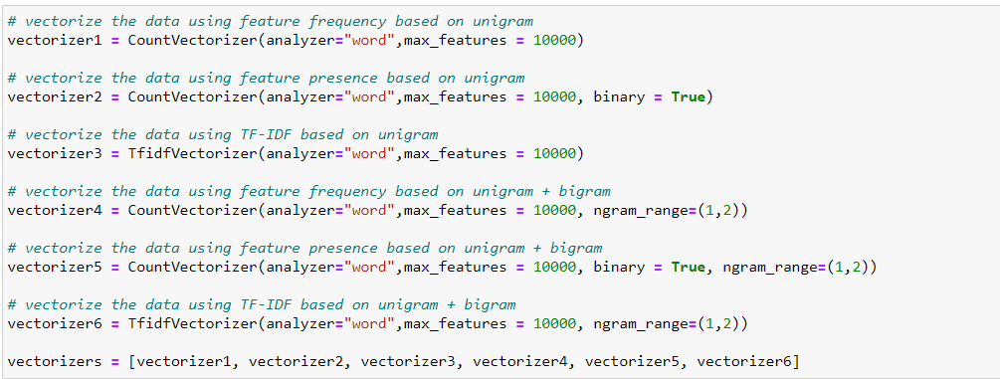 # vectorize the data using feature frequency based on unigram
vectorizer1 = CountVectorizer(analyzer="word",max_features = 10000)
# vectorize the data using feature presence based on unigram
vectorizer2 = CountVectorizer(analyzer="word",max_features = 10000, binary = True)
# vectorize the data using TF-IDF based on unigram
vectorizer3 = TfidfVectorizer(analyzer="word",max_features = 10000)
# vectorize the data using feature frequency based on unigram + bigram
vectorizer4 = CountVectorizer(analyzer="word",max_features = 10000, ngram_range=(1,2))
# vectorize the data using feature presence based on unigram + bigram
vectorizer5 = CountVectorizer(analyzer="word",max_features = 10000, binary = True, ngram_range=(1,2))
# vectorize the data using TF-IDF based on unigram + bigram
vectorizer6 = TfidfVectorizer(analyzer="word",max_features = 10000, ngram_range=(1,2))
vectorizers = [vectorizer1, vectorizer2, vectorizer3, vectorizer4, vectorizer5, vectorizer6]